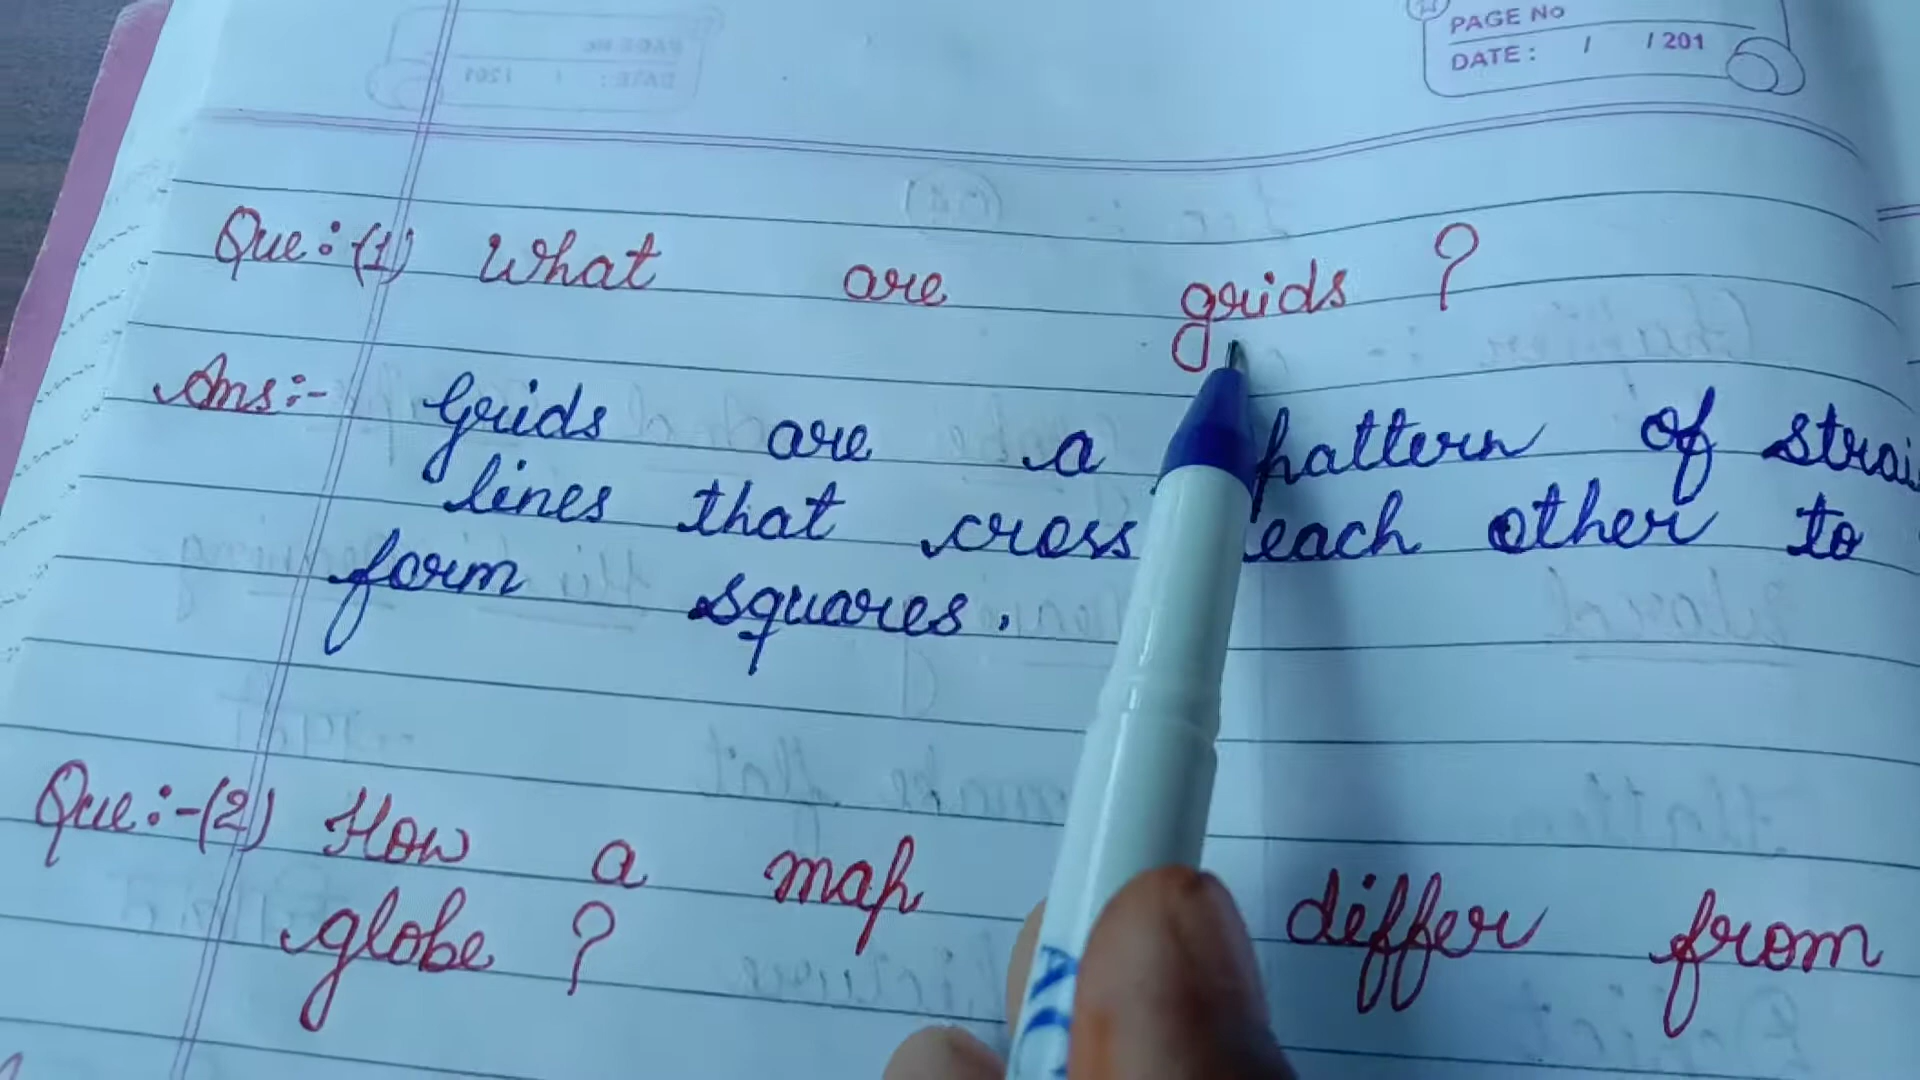 PAGE No
DATE : / / 201
Que:-(1) What are grids ?
Ans:- Grids are a pattern of strai
lines that cross each other to
form squares.
Que:-(2) How a map differ from
globe ?